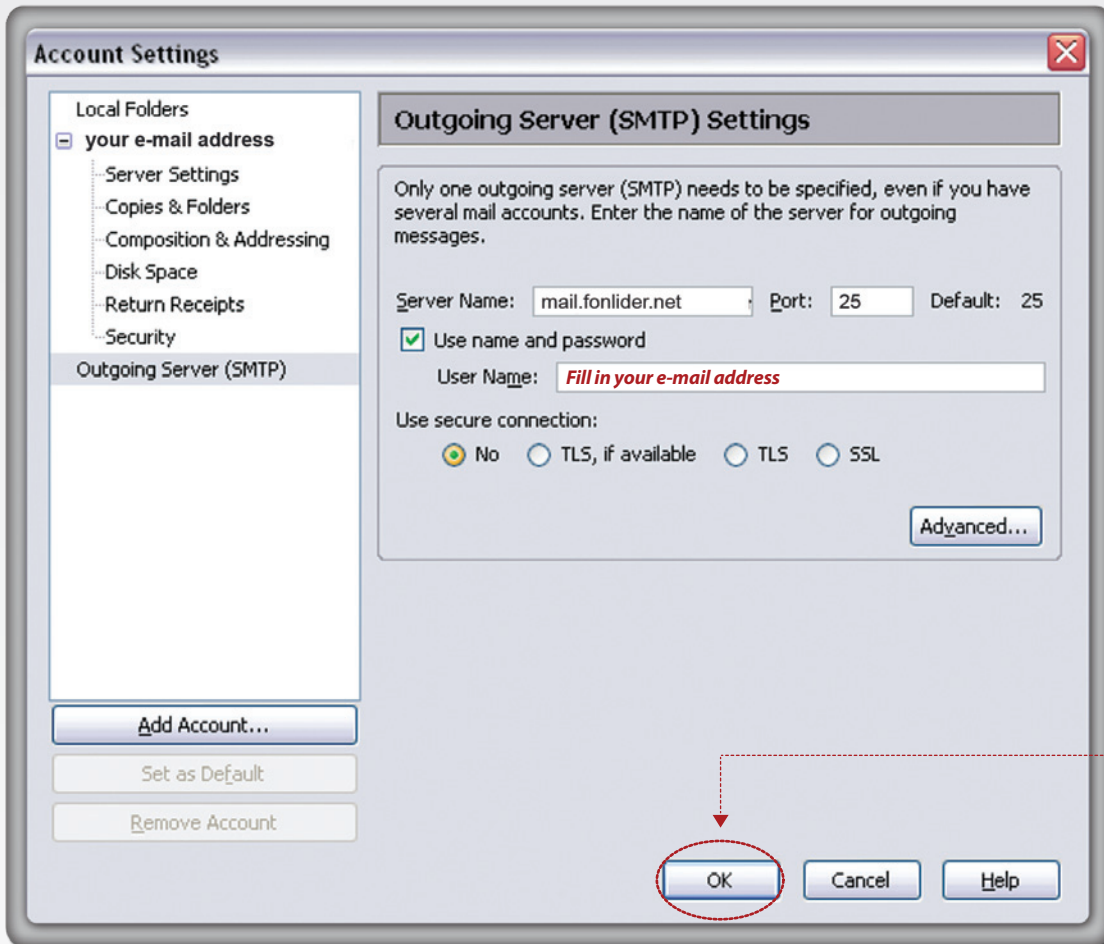 Account Settings
Local Folders
your e-mail address
Server Settings
Copies & Folders
Composition & Addressing
Disk Space
Return Receipts
Security
Outgoing Server (SMTP)
Add Account...
Set as Default
Remove Account
Outgoing Server (SMTP) Settings
Only one outgoing server (SMTP) needs to be specified, even if you have
several mail accounts. Enter the name of the server for outgoing
messages.
Server Name: mail.fonlider.net Port: 25 Default: 25
Use name and password
User Name: Fill in your e-mail address
Use secure connection:
No TLS, if available TLS SSL
Advanced...
OK Cancel Help